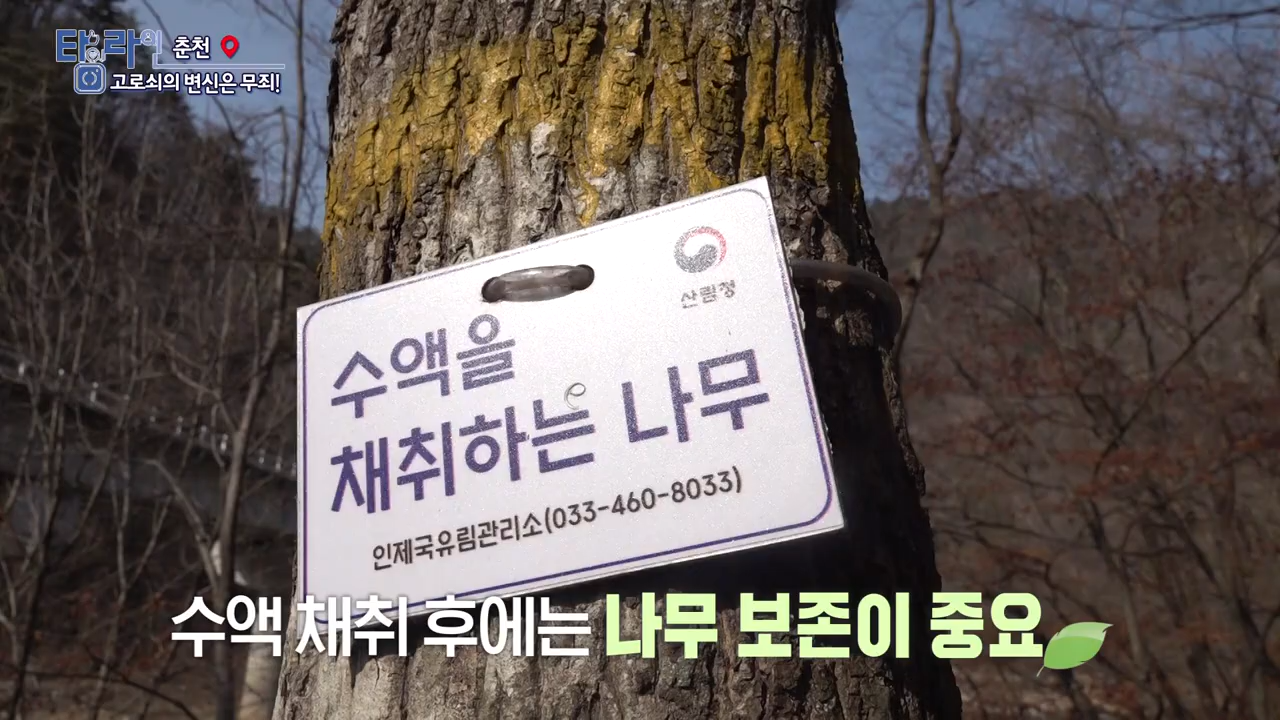 타임라인 춘천
고로쇠의 변신은 무죄!
산림청
수액을
채취하는 나무
인제국유림관리소(033-460-8033)
수액 채취 후에는 나무 보존이 중요